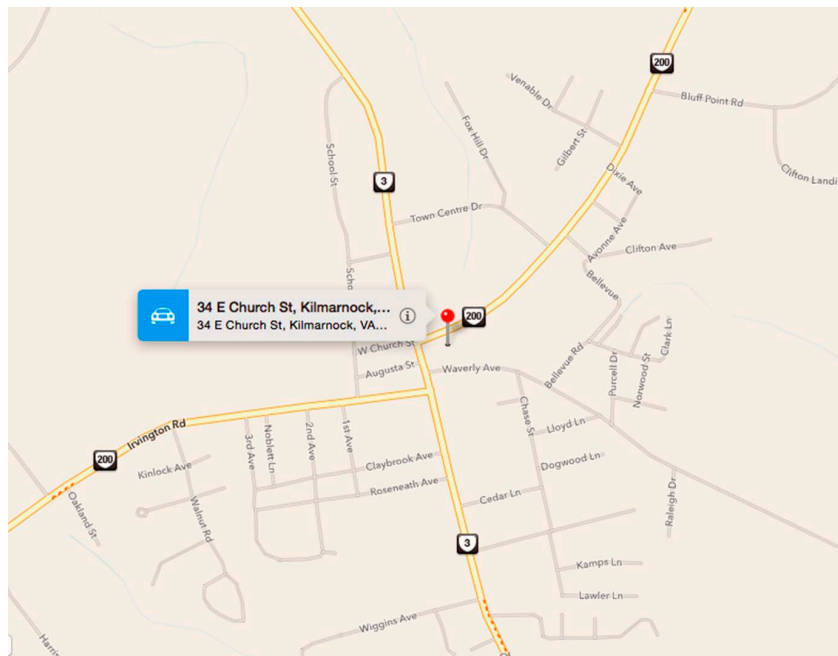 200
Venable Dr
Bluff Point Rd
Fox Hill Dr
Gilbert St
School St
3
Clifton Landi
Dixie Ave
Town Centre Dr
Avonne Ave
Clifton Ave
Scho
Bellevue
34 E Church St, Kilmarnock,...
34 E Church St, Kilmarnock, VA...
200
W Church St
Clark Ln
Augusta St
Waverly Ave
Bellevue Rd
Purcell Dr
Norwood St
Chase St
Irvington Rd
Lloyd Ln
3rd Ave
Noblett Ln
2nd Ave
1st Ave
200
Kinlock Ave
Claybrook Ave
Dogwood Ln
Roseneath Ave
Cedar Ln
Raleigh Dr
Oakland St
Walnut Rd
3
Kamps Ln
Lawler Ln
Wiggins Ave
Harris